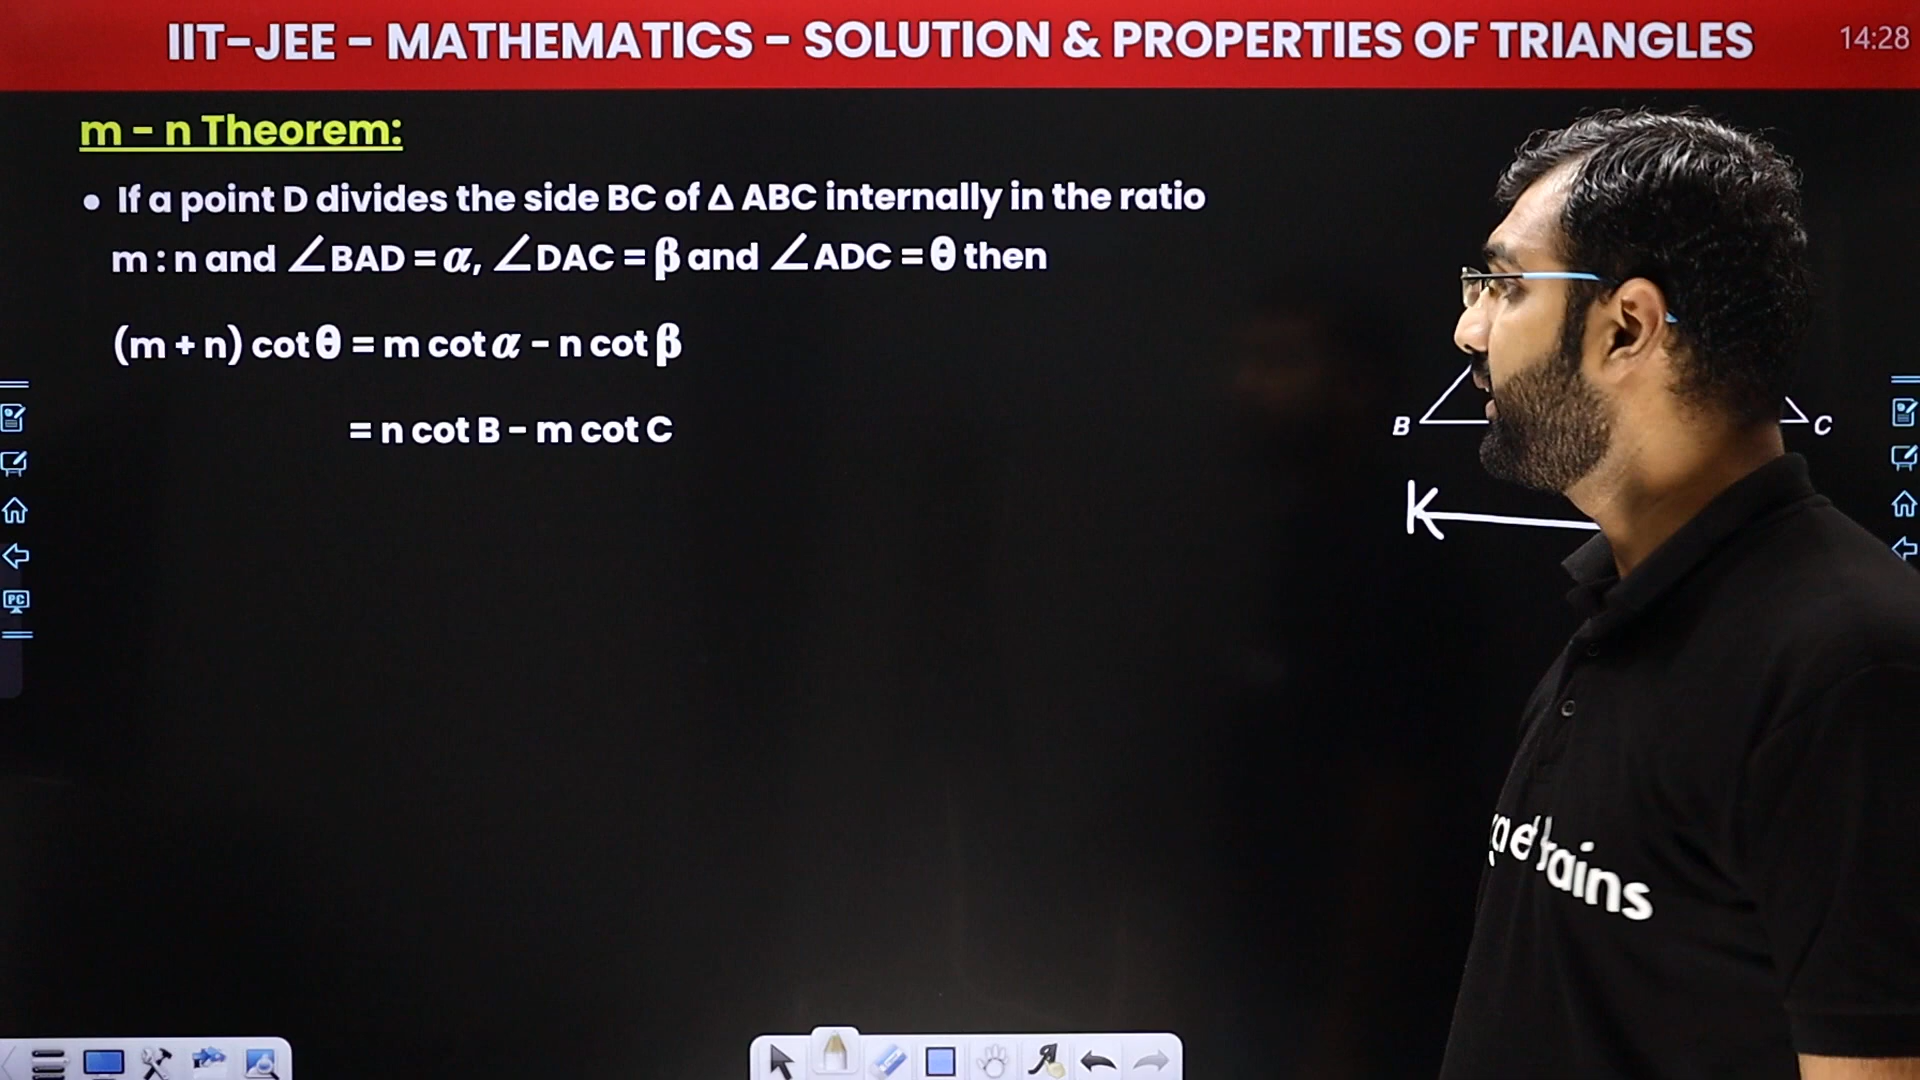 IIT-JEE - MATHEMATICS - SOLUTION & PROPERTIES OF TRIANGLES
14:28
m - n Theorem:
• If a point D divides the side BC of Δ ABC internally in the ratio
m : n and ∠BAD = α, ∠DAC = β and ∠ADC = θ then
(m + n) cot θ = m cot α - n cot β
= n cot B - m cot C
B
C
PC